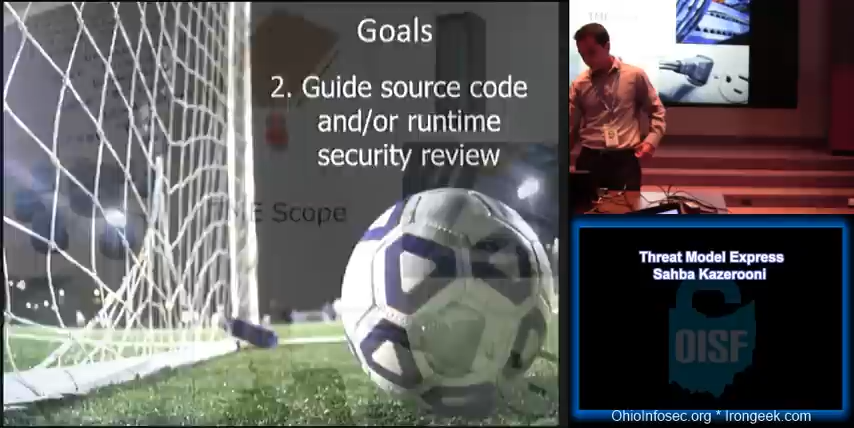 Goals
2. Guide source code
and/or runtime
security review
TME Scope
Threat Model Express
Sahba Kazerooni
OISF
OhioInfosec.org * Irongeek.com